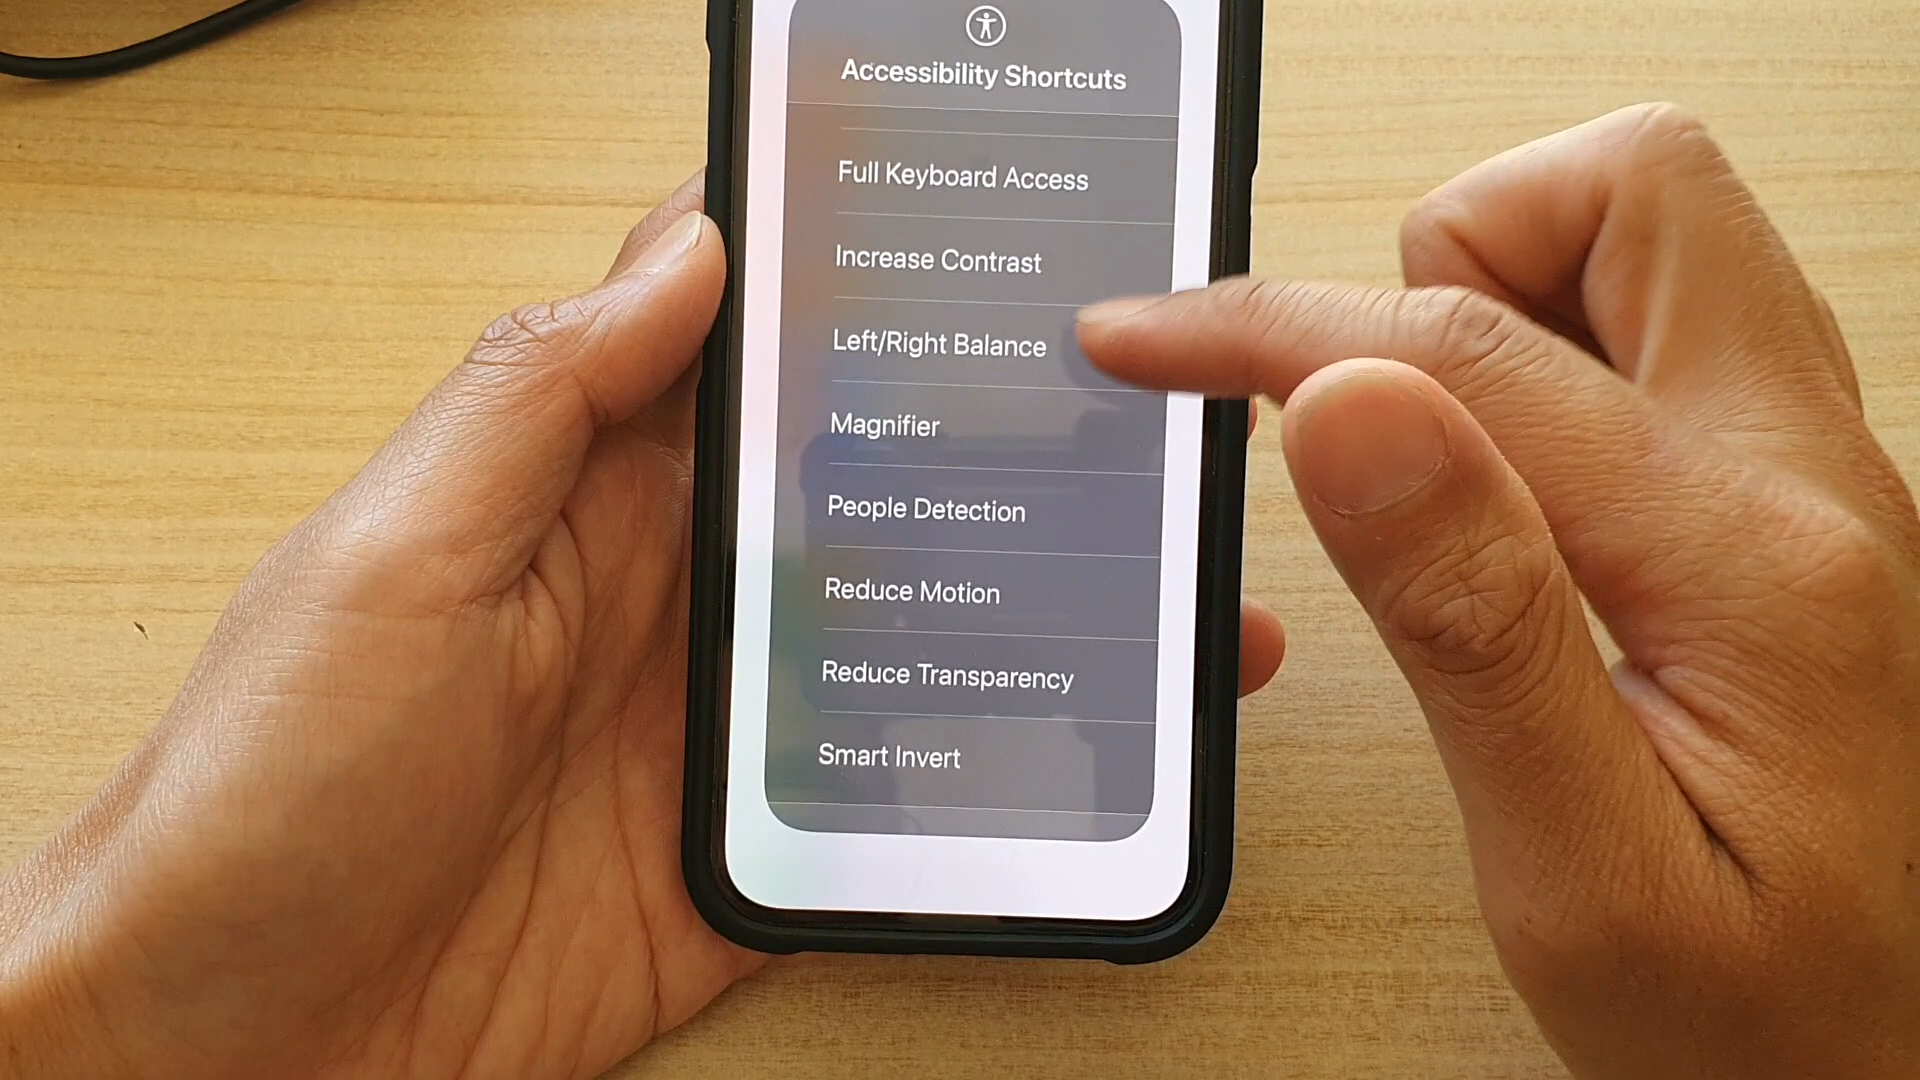 Accessibility Shortcuts
Full Keyboard Access
Increase Contrast
Left/Right Balance
Magnifier
People Detection
Reduce Motion
Reduce Transparency
Smart Invert